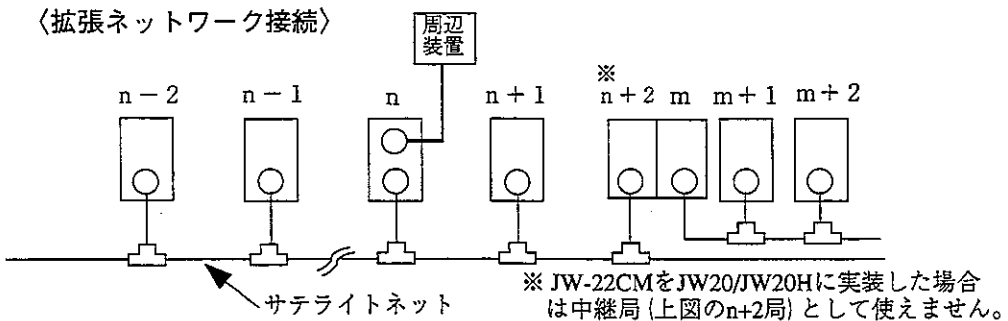 〈拡張ネットワーク接続〉
周辺
装置
※
n－2 n－1 n n＋1 n＋2 m m＋1 m＋2
サテライトネット
※ JW-22CMをJW20/JW20Hに実装した場合
は中継局 (上図のn+2局) として使えません。